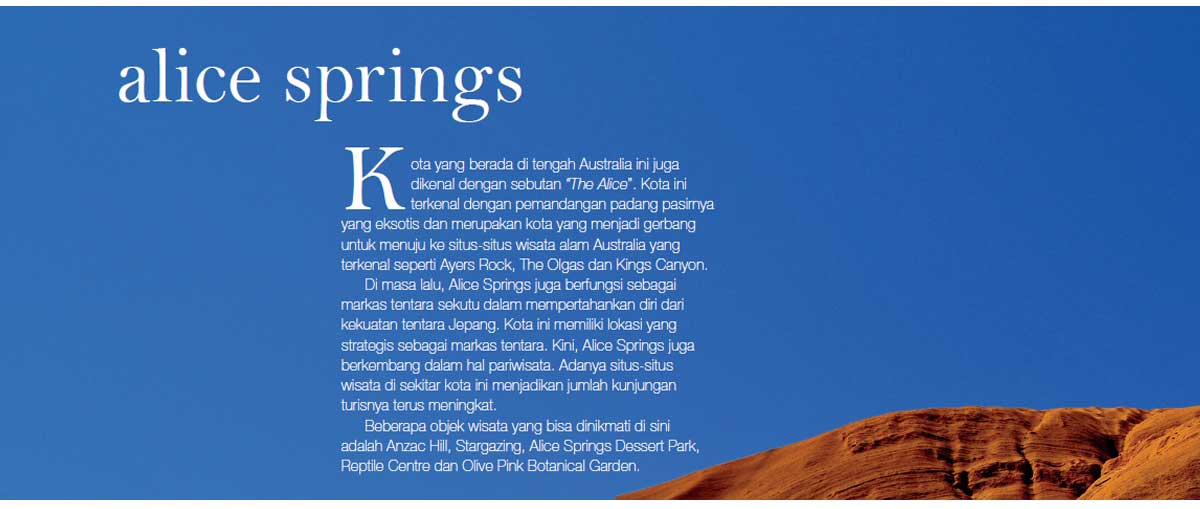 alice springs
Kota yang berada di tengah Australia ini juga
dikenal dengan sebutan “The Alice”. Kota ini
terkenal dengan pemandangan padang pasirnya
yang eksotis dan merupakan kota yang menjadi gerbang
untuk menuju ke situs-situs wisata alam Australia yang
terkenal seperti Ayers Rock, The Olgas dan Kings Canyon.
Di masa lalu, Alice Springs juga berfungsi sebagai
markas tentara sekutu dalam mempertahankan diri dari
kekuatan tentara Jepang. Kota ini memiliki lokasi yang
strategis sebagai markas tentara. Kini, Alice Springs juga
berkembang dalam hal pariwisata. Adanya situs-situs
wisata di sekitar kota ini menjadikan jumlah kunjungan
turisnya terus meningkat.
Beberapa objek wisata yang bisa dinikmati di sini
adalah Anzac Hill, Stargazing, Alice Springs Dessert Park,
Reptile Centre dan Olive Pink Botanical Garden.